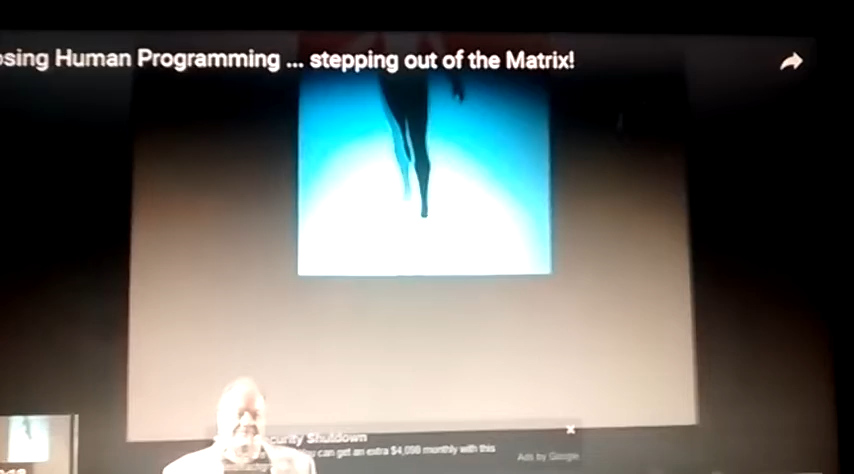 osing Human Programming ... stepping out of the Matrix!
curity Shutdown
u can get an extra $4,098 monthly with this
Ads by Google